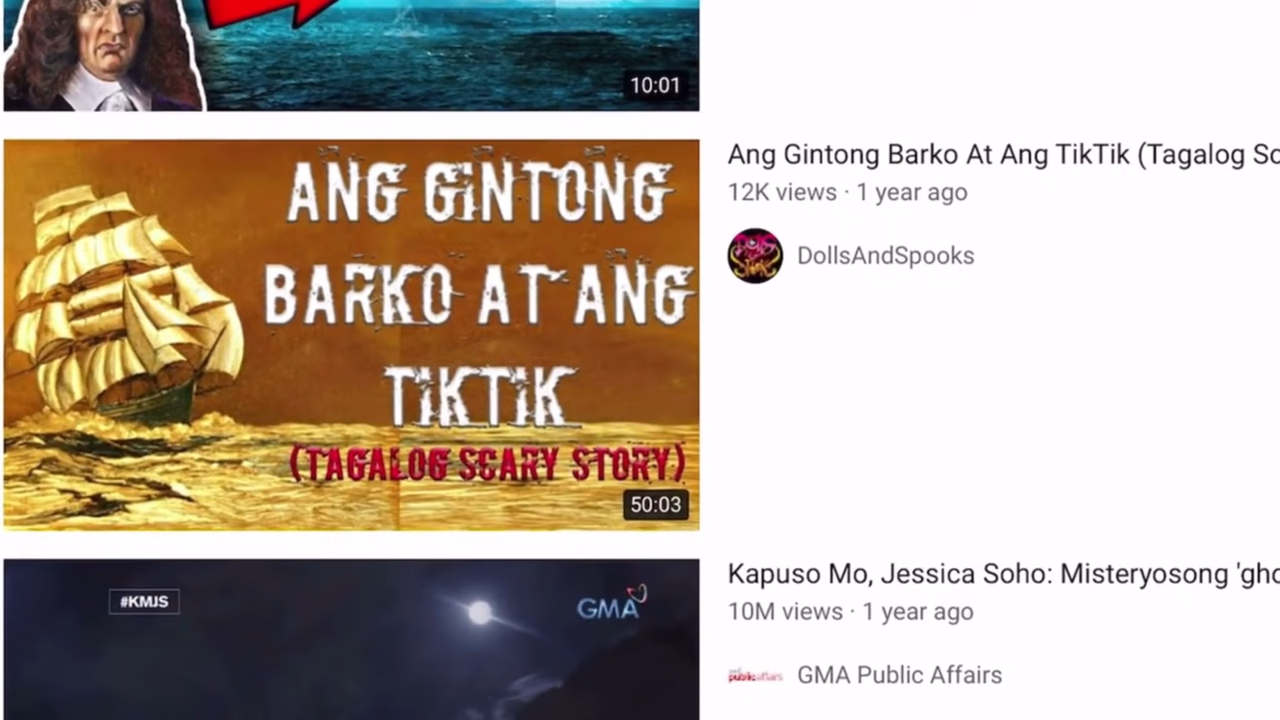 10:01
ANG GINTONG
BARKO AT ANG
TIKTIK
(TAGALOG SCARY STORY)
50:03
Ang Gintong Barko At Ang TikTik (Tagalog Sc
12K views · 1 year ago
DollsAndSpooks
#KMJS
GMA
Kapuso Mo, Jessica Soho: Misteryosong 'gho
10M views · 1 year ago
publicaffairs
GMA Public Affairs